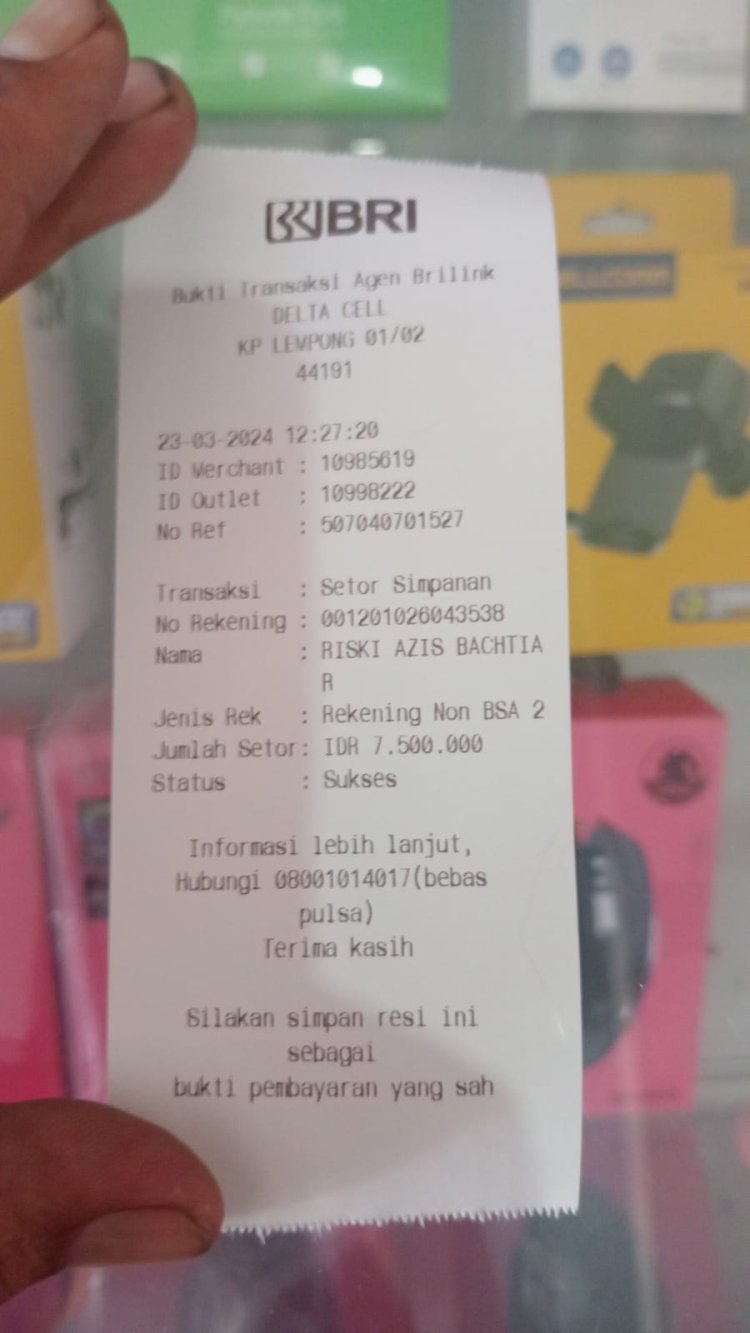 BRI
Bukti Transaksi Agen Brilink
DELTA CELL
KP LEMPONG 01/02
44191
23-03-2024 12:27:20
ID Merchant : 10985619
ID Outlet : 10998222
No Ref : 507040701527
Transaksi : Setor Simpanan
No Rekening : 001201026043538
Nama : RISKI AZIS BACHTIA
R
Jenis Rek : Rekening Non BSA 2
Jumlah Setor: IDR 7.500.000
Status : Sukses
Informasi lebih lanjut,
Hubungi 08001014017(bebas
pulsa)
Terima kasih
Silakan simpan resi ini
sebagai
bukti pembayaran yang sah